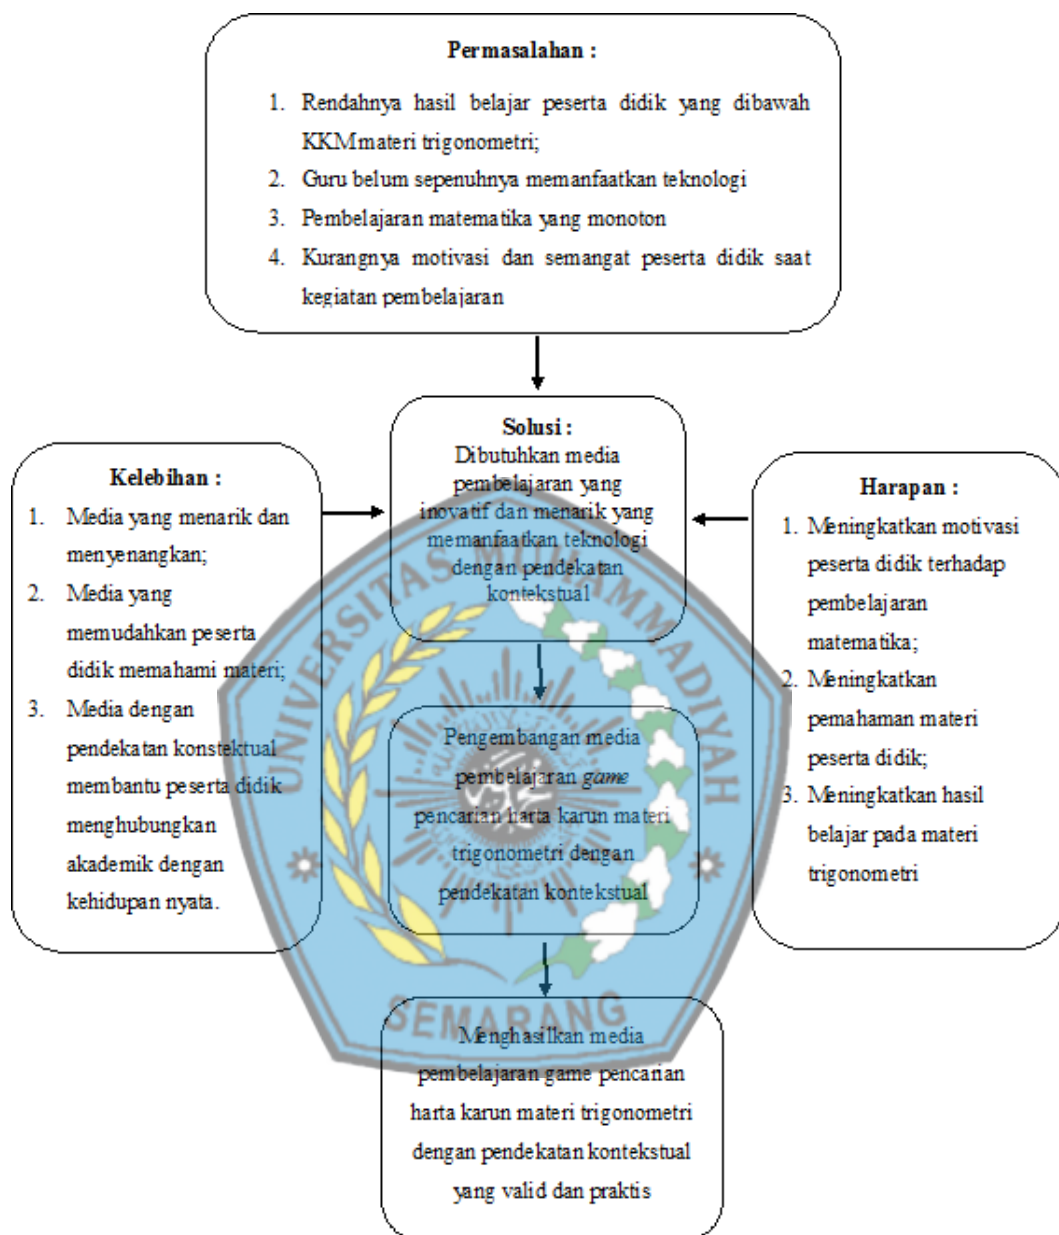 Permasalahan :
1. Rendahnya hasil belajar peserta didik yang dibawah
KKM materi trigonometri;
2. Guru belum sepenuhnya memanfaatkan teknologi
3. Pembelajaran matematika yang monoton
4. Kurangnya motivasi dan semangat peserta didik saat
kegiatan pembelajaran
Solusi :
Dibutuhkan media
pembelajaran yang
inovatif dan menarik yang
memanfaatkan teknologi
dengan pendekatan
kontekstual
Kelebihan :
1. Media yang menarik dan
menyenangkan;
2. Media yang
memudahkan peserta
didik memahami materi;
3. Media dengan
pendekatan konstektual
membantu peserta didik
menghubungkan
akademik dengan
kehidupan nyata.
Harapan :
1. Meningkatkan motivasi
peserta didik terhadap
pembelajaran
matematika;
2. Meningkatkan
pemahaman materi
peserta didik;
3. Meningkatkan hasil
belajar pada materi
trigonometri
Pengembangan media
pembelajaran game
pencarian harta karun materi
trigonometri dengan
pendekatan kontekstual
Menghasilkan media
pembelajaran game pencarian
harta karun materi trigonometri
dengan pendekatan kontekstual
yang valid dan praktis
UNIVERSITAS MUHAMMADIYAH
SEMARANG